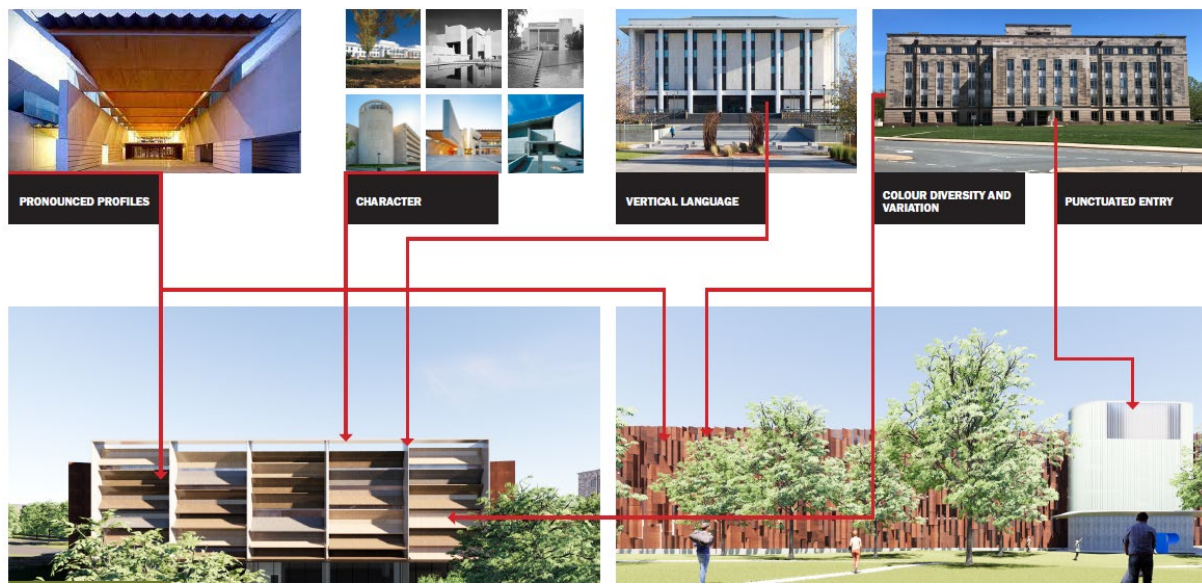 PRONOUNCED PROFILES
CHARACTER
VERTICAL LANGUAGE
COLOUR DIVERSITY AND
VARIATION
PUNCTUATED ENTRY